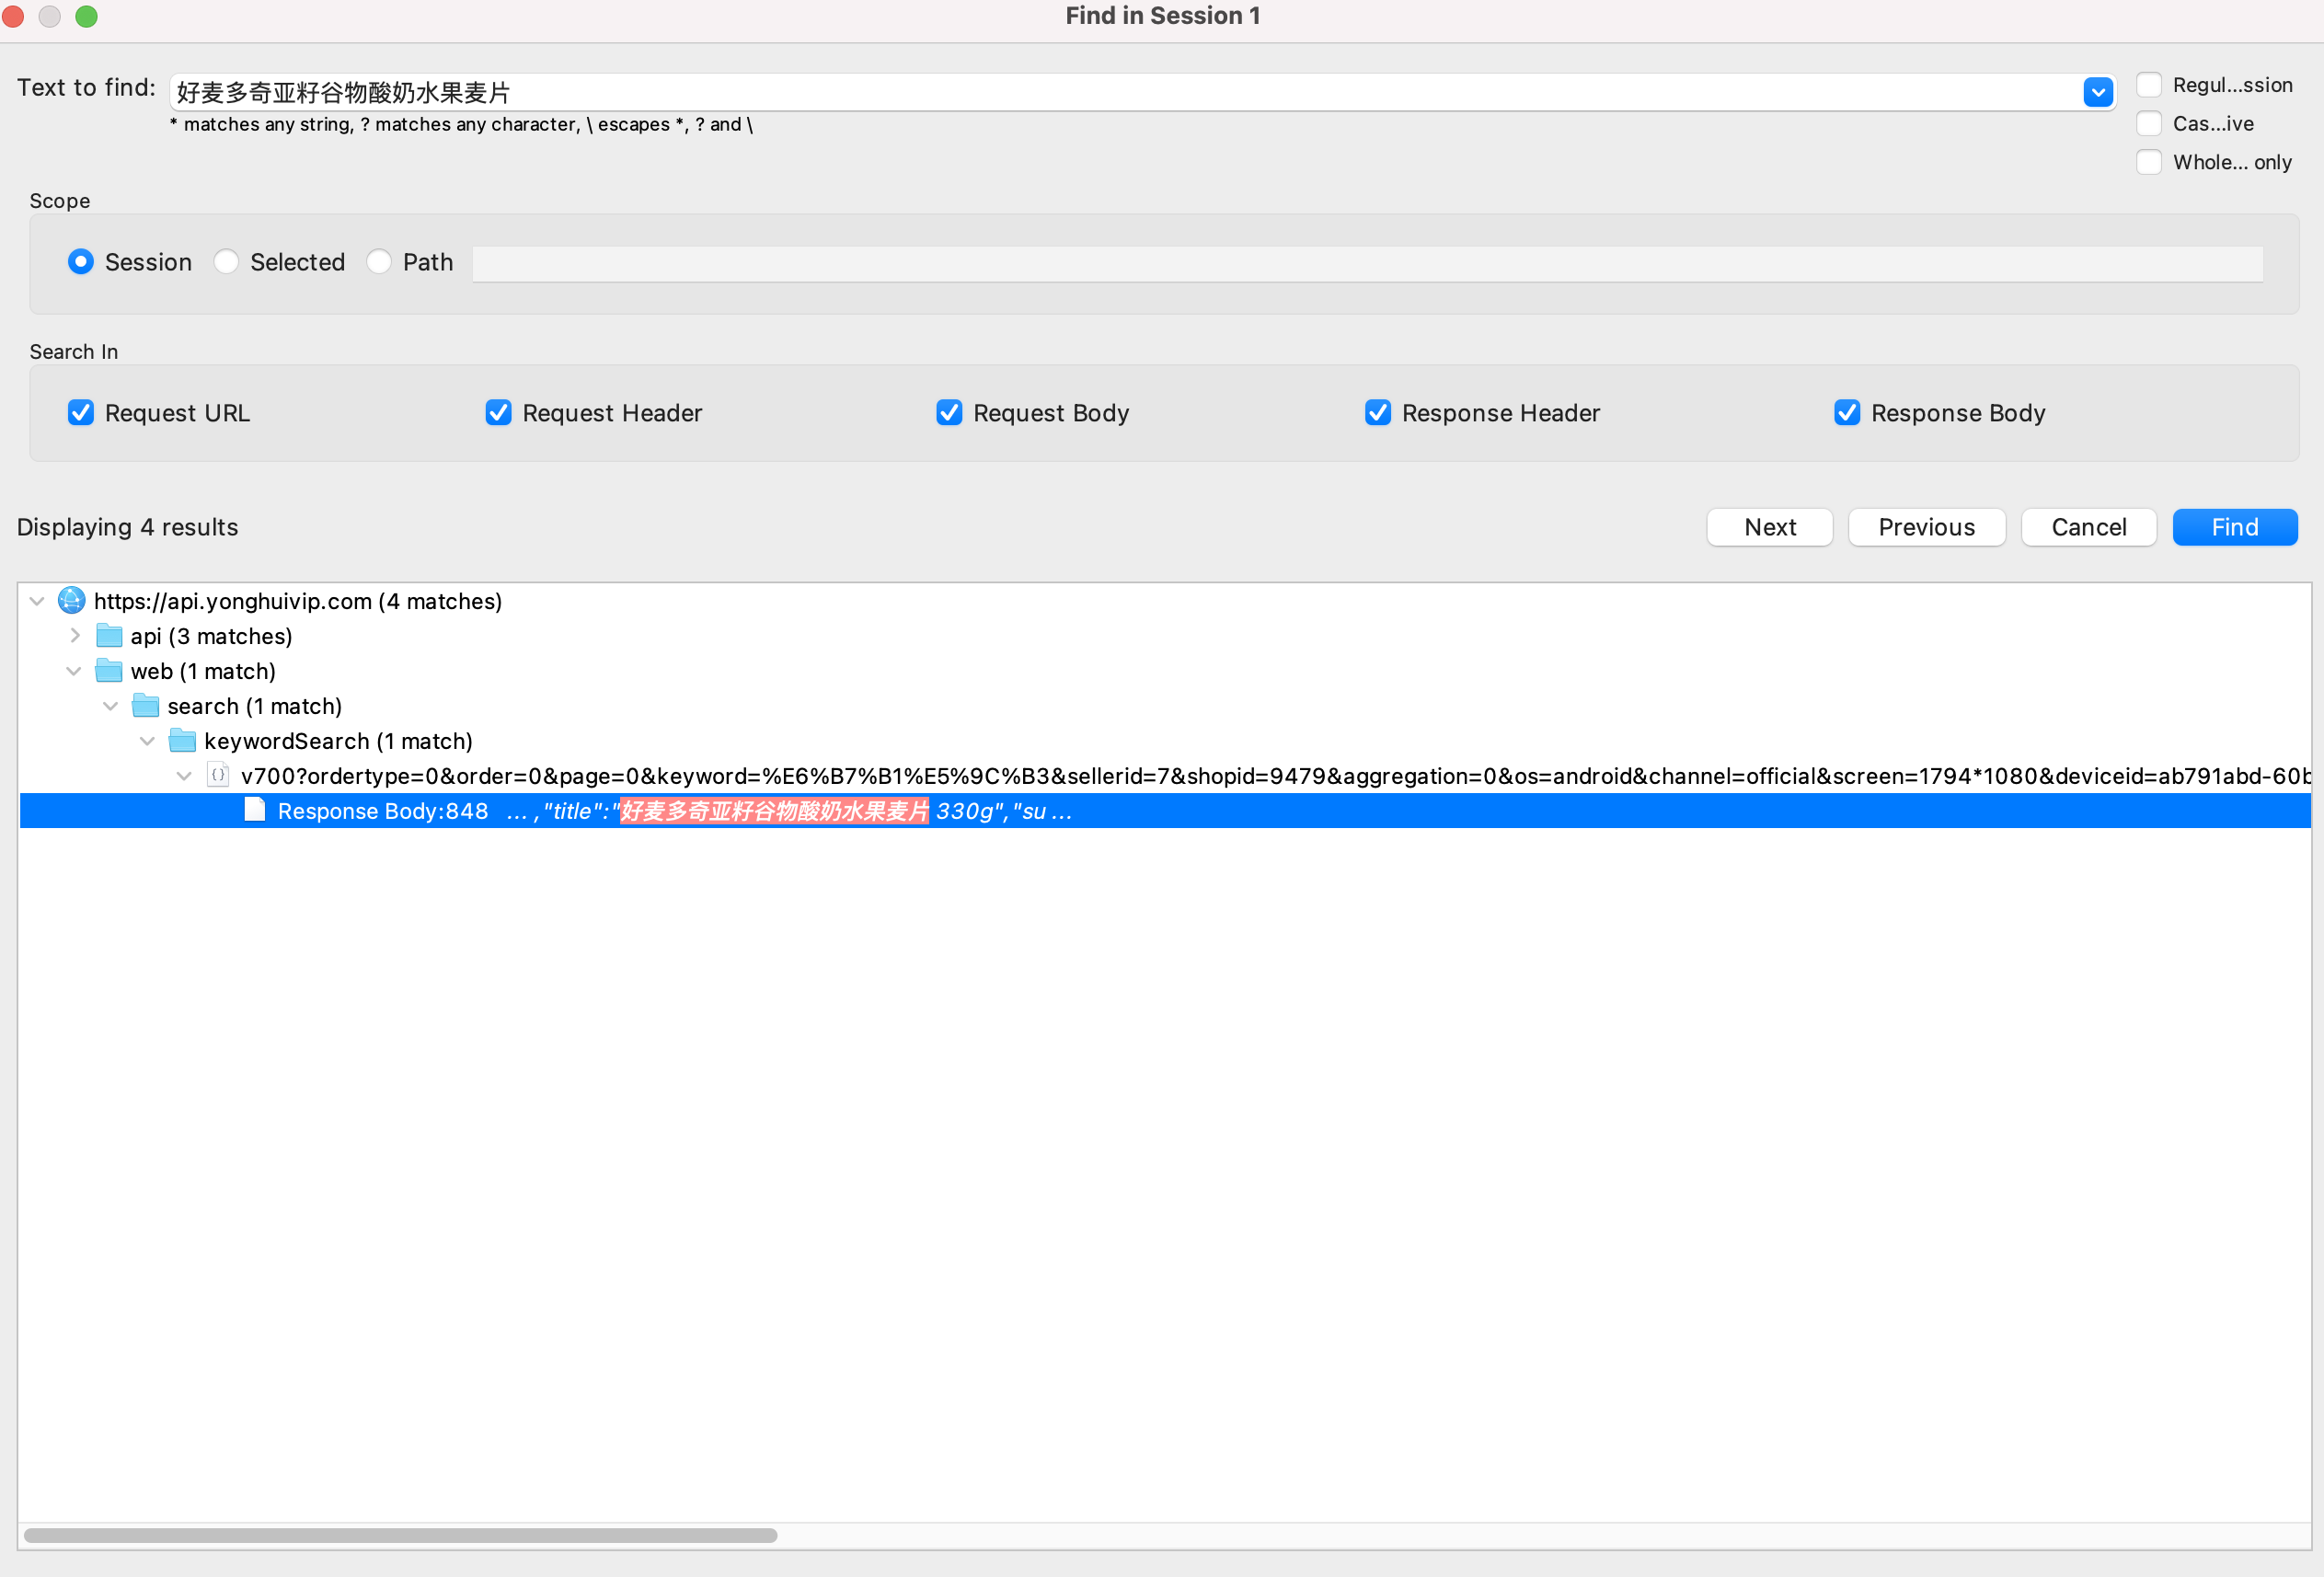 Find in Session 1
Text to find: 好麦多奇亚籽谷物酸奶水果麦片
Regul...ssion
* matches any string, ? matches any character, \ escapes *, ? and \
Cas...ive
Whole... only
Scope
Session Selected Path
Search In
Request URL Request Header Request Body Response Header Response Body
Displaying 4 results
Next Previous Cancel Find
https://api.yonghuivip.com (4 matches)
api (3 matches)
web (1 match)
search (1 match)
keywordSearch (1 match)
v700?ordertype=0&order=0&page=0&keyword=%E6%B7%B1%E5%9C%B3&sellerid=7&shopid=9479&aggregation=0&os=android&channel=official&screen=1794*1080&deviceid=ab791abd-60b
Response Body:848 ... ,"title":"好麦多奇亚籽谷物酸奶水果麦片 330g","su ...